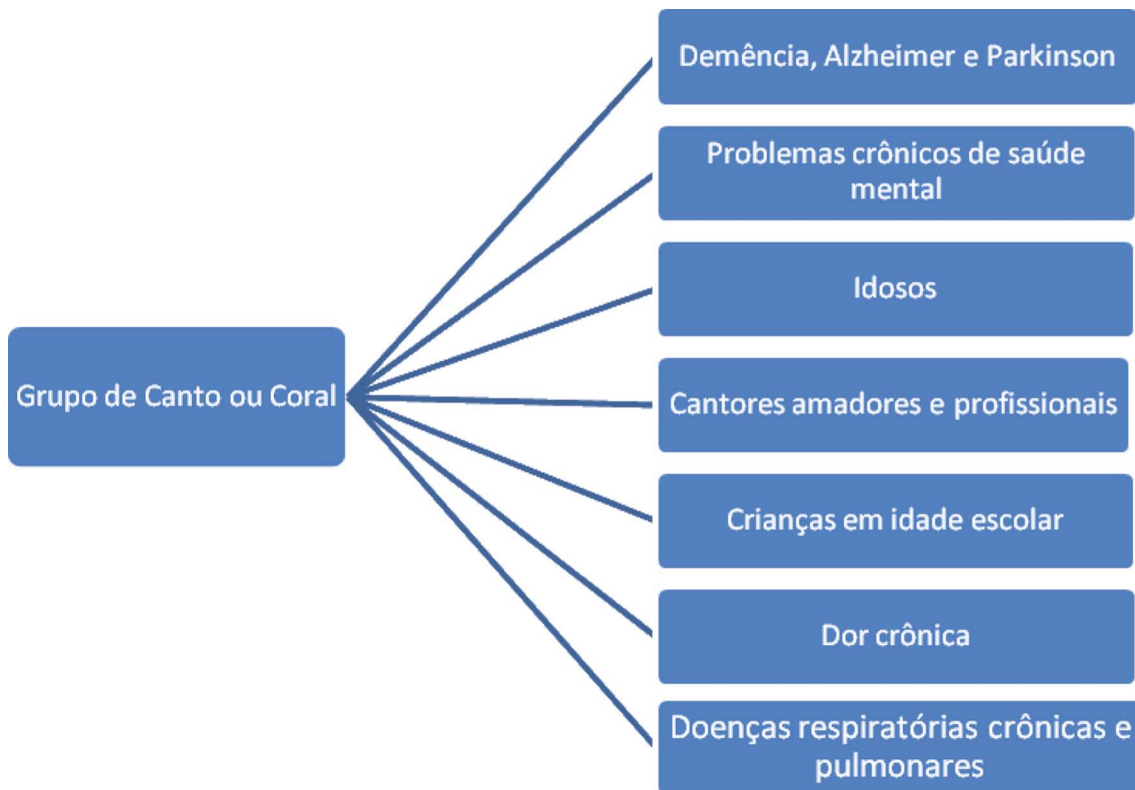 Grupo de Canto ou Coral
Demência, Alzheimer e Parkinson
Problemas crônicos de saúde
mental
Idosos
Cantores amadores e profissionais
Crianças em idade escolar
Dor crônica
Doenças respiratórias crônicas e
pulmonares